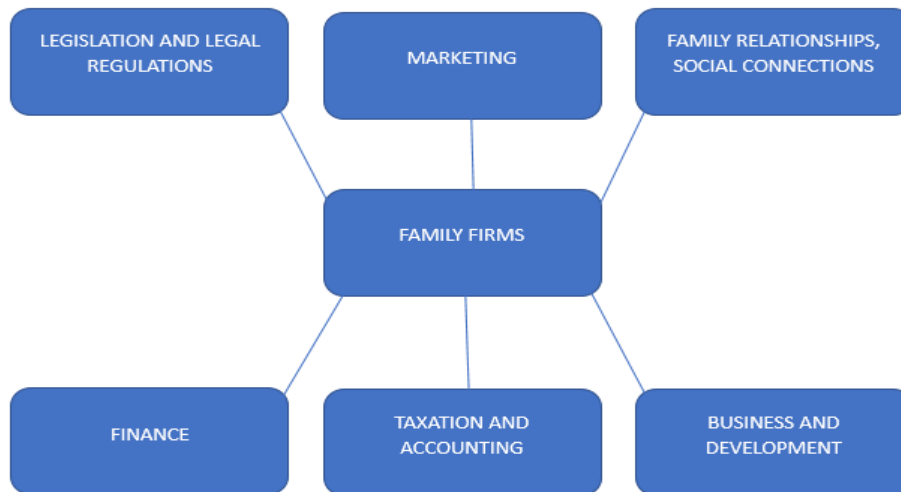 LEGISLATION AND LEGAL
REGULATIONS
MARKETING
FAMILY RELATIONSHIPS,
SOCIAL CONNECTIONS
FAMILY FIRMS
FINANCE
TAXATION AND
ACCOUNTING
BUSINESS AND
DEVELOPMENT